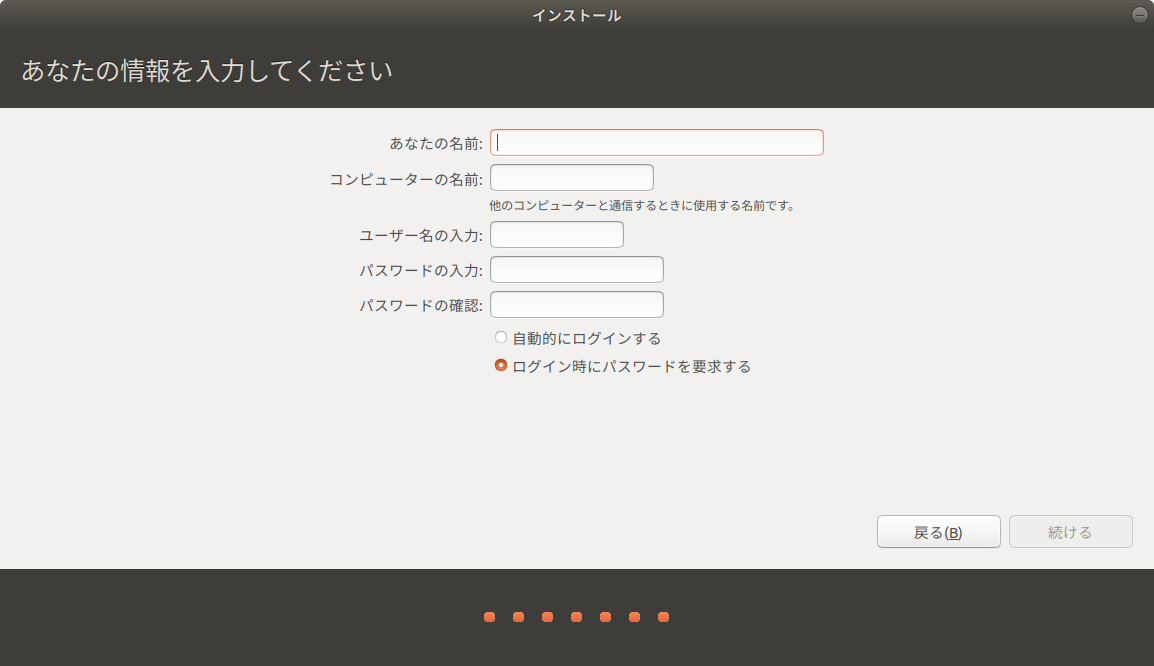 インストール
あなたの情報を入力してください
あなたの名前:
コンピューターの名前:
他のコンピューターと通信するときに使用する名前です。
ユーザー名の入力:
パスワードの入力:
パスワードの確認:
自動的にログインする
ログイン時にパスワードを要求する
戻る(B) 続ける